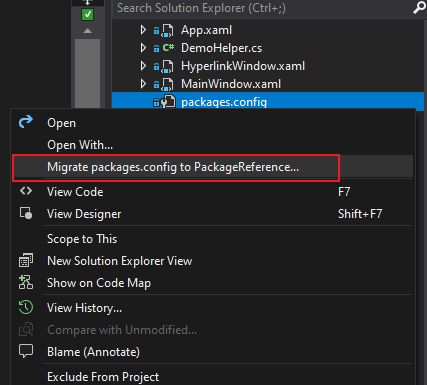 Search Solution Explorer (Ctrl+;)
App.xaml
DemoHelper.cs
HyperlinkWindow.xaml
MainWindow.xaml
packages.config
Open
Open With...
Migrate packages.config to PackageReference...
View Code F7
View Designer Shift+F7
Scope to This
New Solution Explorer View
Show on Code Map
View History...
Compare with Unmodified...
Blame (Annotate)
Exclude From Project